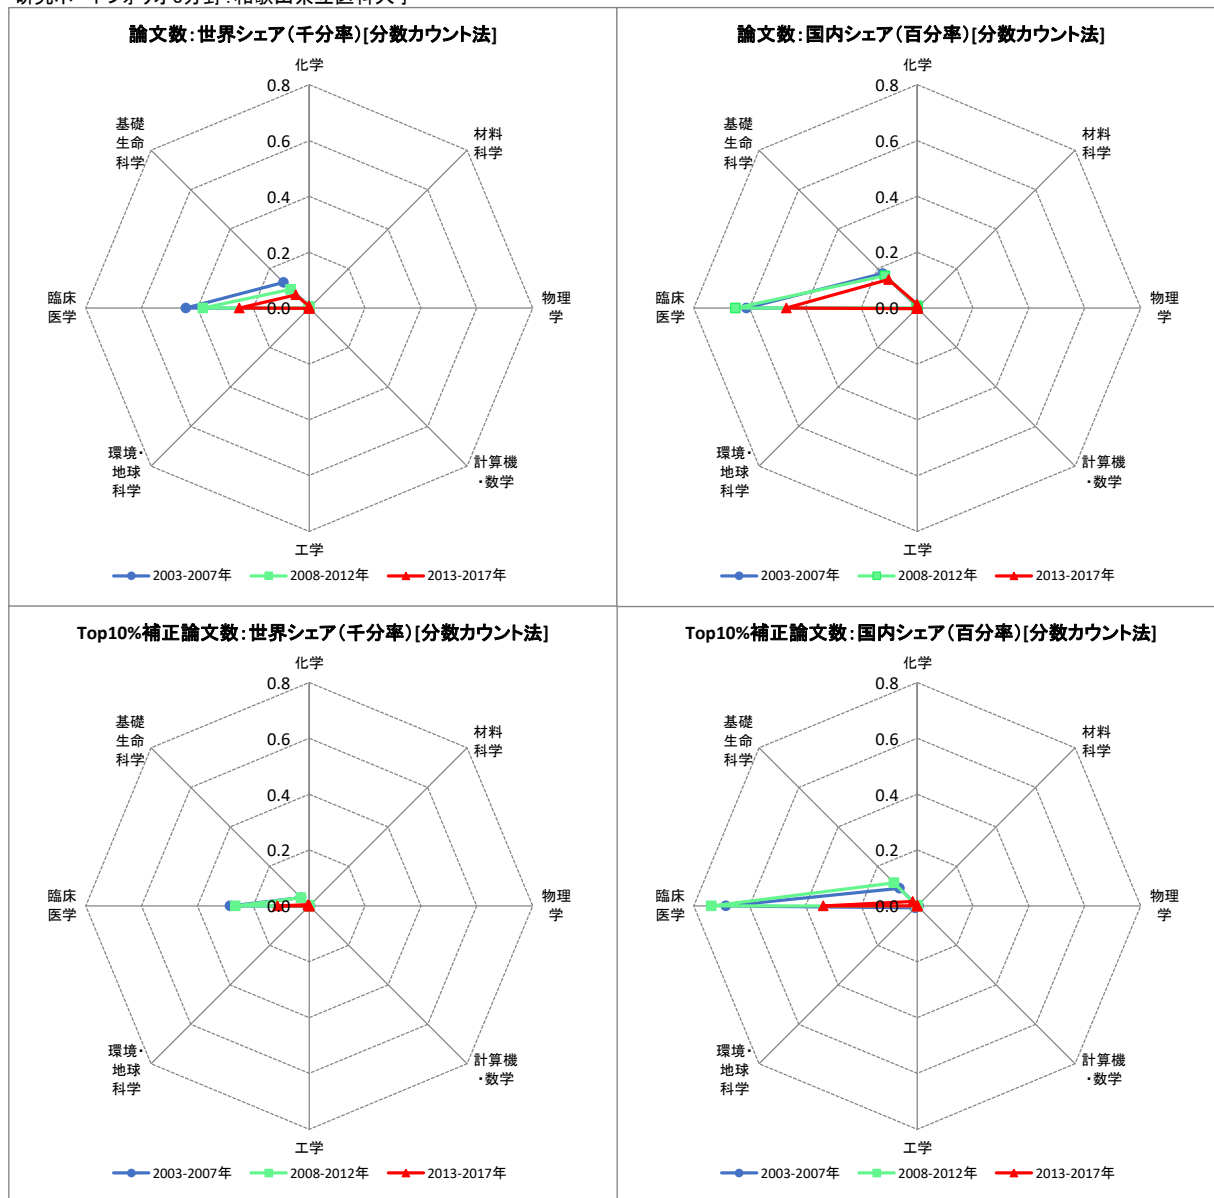 論文数:世界シェア(千分率)[分数カウント法]
化学
0.8
0.6
0.4
0.2
0.0
材料
科学
物理
学
計算機
・数学
工学
環境・
地球
科学
臨床
医学
基礎
生命
科学
2003-2007年 2008-2012年 2013-2017年
論文数:国内シェア(百分率)[分数カウント法]
化学
0.8
0.6
0.4
0.2
0.0
材料
科学
物理
学
計算機
・数学
工学
環境・
地球
科学
臨床
医学
基礎
生命
科学
2003-2007年 2008-2012年 2013-2017年
Top10%補正論文数:世界シェア(千分率)[分数カウント法]
化学
0.8
0.6
0.4
0.2
0.0
材料
科学
物理
学
計算機
・数学
工学
環境・
地球
科学
臨床
医学
基礎
生命
科学
2003-2007年 2008-2012年 2013-2017年
Top10%補正論文数:国内シェア(百分率)[分数カウント法]
化学
0.8
0.6
0.4
0.2
0.0
材料
科学
物理
学
計算機
・数学
工学
環境・
地球
科学
臨床
医学
基礎
生命
科学
2003-2007年 2008-2012年 2013-2017年